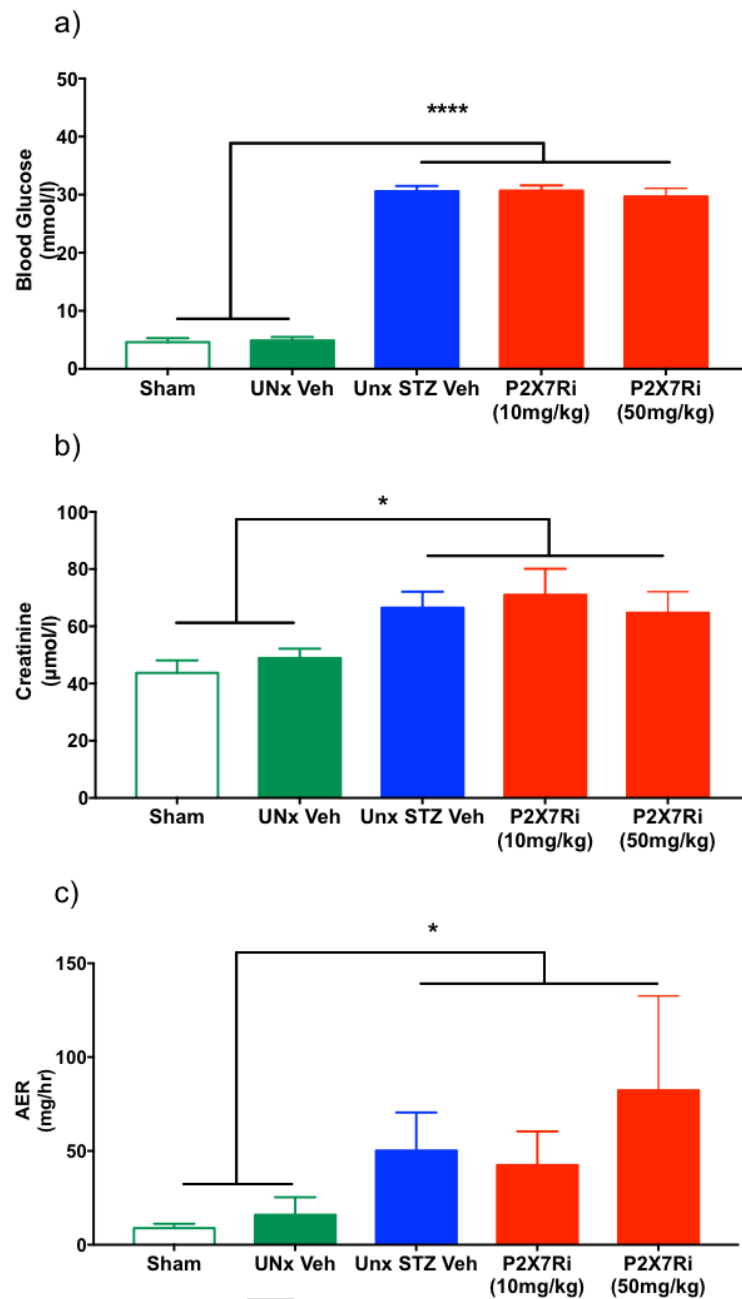 a)
50
40
30
20
10
0
Blood Glucose
(mmol/l)
****
Sham
UNx Veh
Unx STZ Veh
P2X7Ri
(10mg/kg)
P2X7Ri
(50mg/kg)
b)
100
80
60
40
20
0
Creatinine
(µmol/l)
*
Sham
UNx Veh
Unx STZ Veh
P2X7Ri
(10mg/kg)
P2X7Ri
(50mg/kg)
c)
150
100
50
0
AER
(mg/hr)
*
Sham
UNx Veh
Unx STZ Veh
P2X7Ri
(10mg/kg)
P2X7Ri
(50mg/kg)